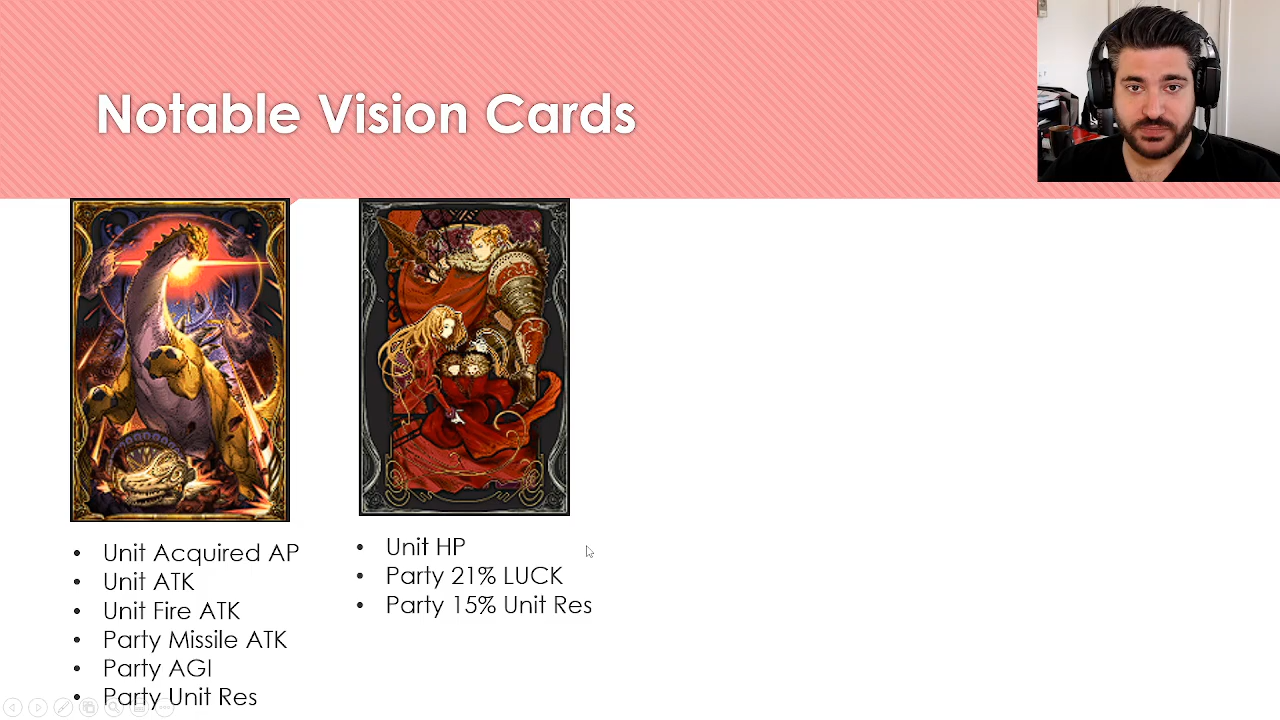 Notable Vision Cards
• Unit Acquired AP
• Unit ATK
• Unit Fire ATK
• Party Missile ATK
• Party AGI
• Party Unit Res
• Unit HP
• Party 21% LUCK
• Party 15% Unit Res